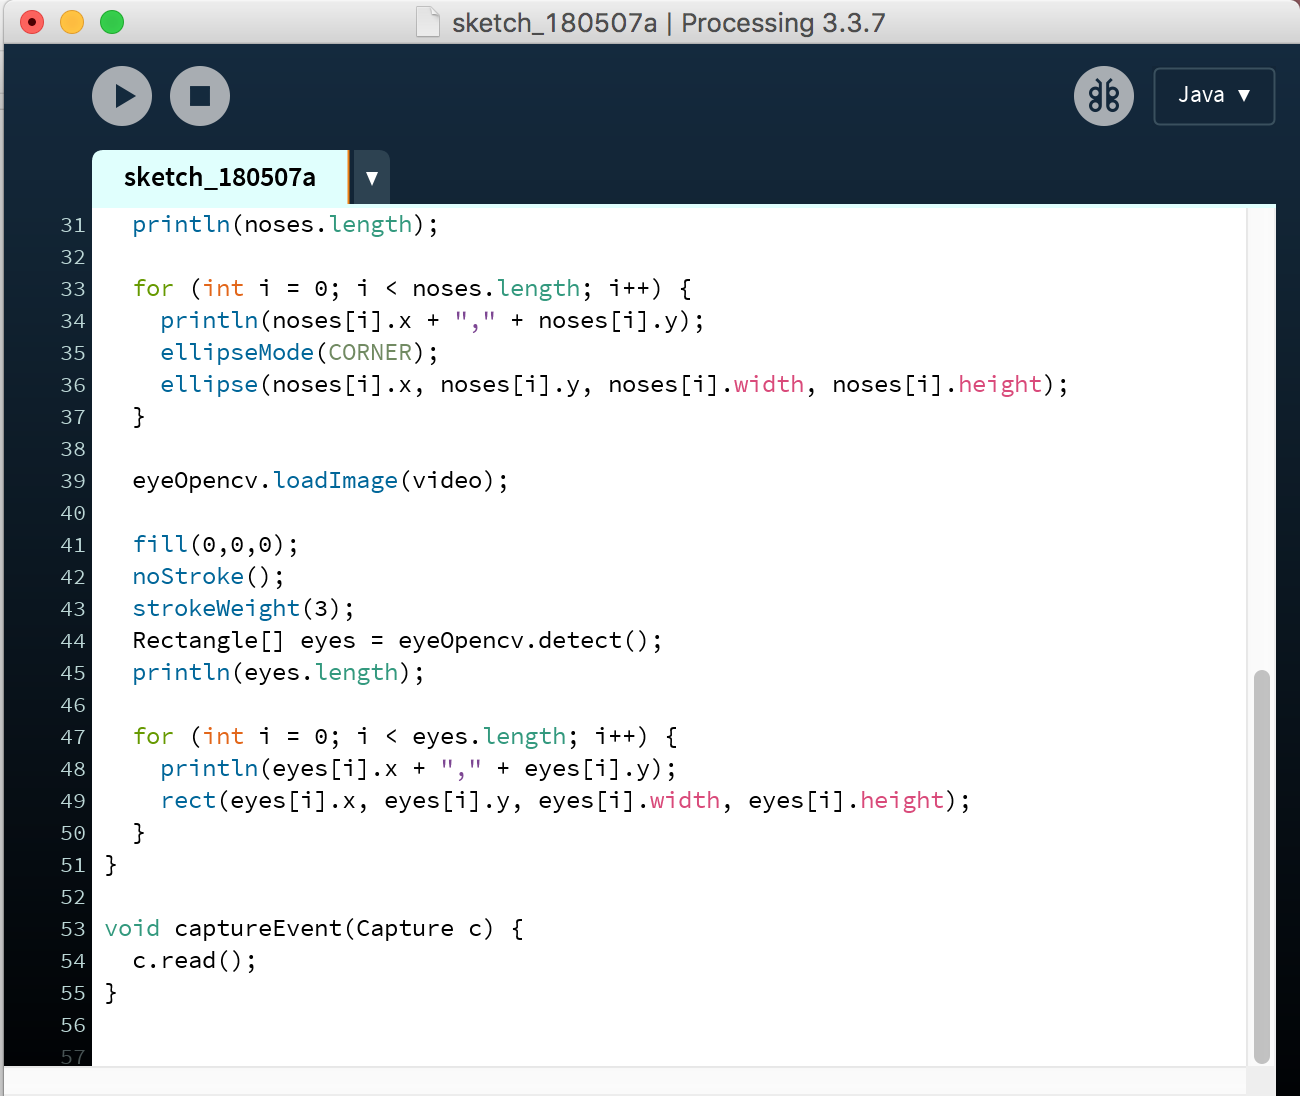 sketch_180507a | Processing 3.3.7
Java ▼
sketch_180507a ▼
31 println(noses.length);
32
33 for (int i = 0; i < noses.length; i++) {
34 println(noses[i].x + "," + noses[i].y);
35 ellipseMode(CORNER);
36 ellipse(noses[i].x, noses[i].y, noses[i].width, noses[i].height);
37 }
38
39 eyeOpencv.loadImage(video);
40
41 fill(0,0,0);
42 noStroke();
43 strokeWeight(3);
44 Rectangle[] eyes = eyeOpencv.detect();
45 println(eyes.length);
46
47 for (int i = 0; i < eyes.length; i++) {
48 println(eyes[i].x + "," + eyes[i].y);
49 rect(eyes[i].x, eyes[i].y, eyes[i].width, eyes[i].height);
50 }
51 }
52
53 void captureEvent(Capture c) {
54 c.read();
55 }
56
57